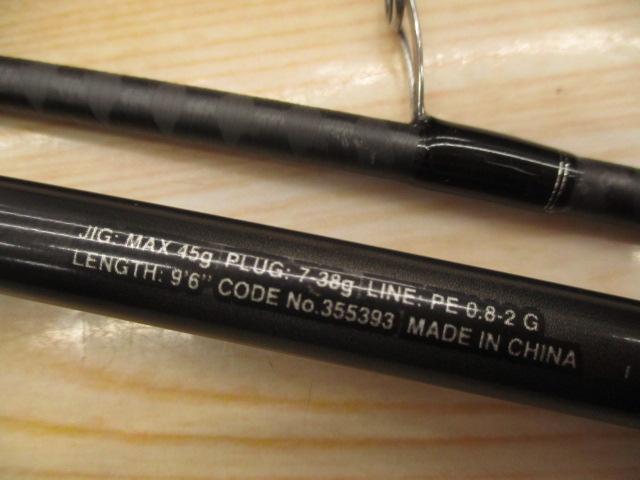 JIG: MAX 45g PLUG: 7-38g LINE: PE 0.8-2 G
LENGTH: 9'6'' CODE No.355393 MADE IN CHINA